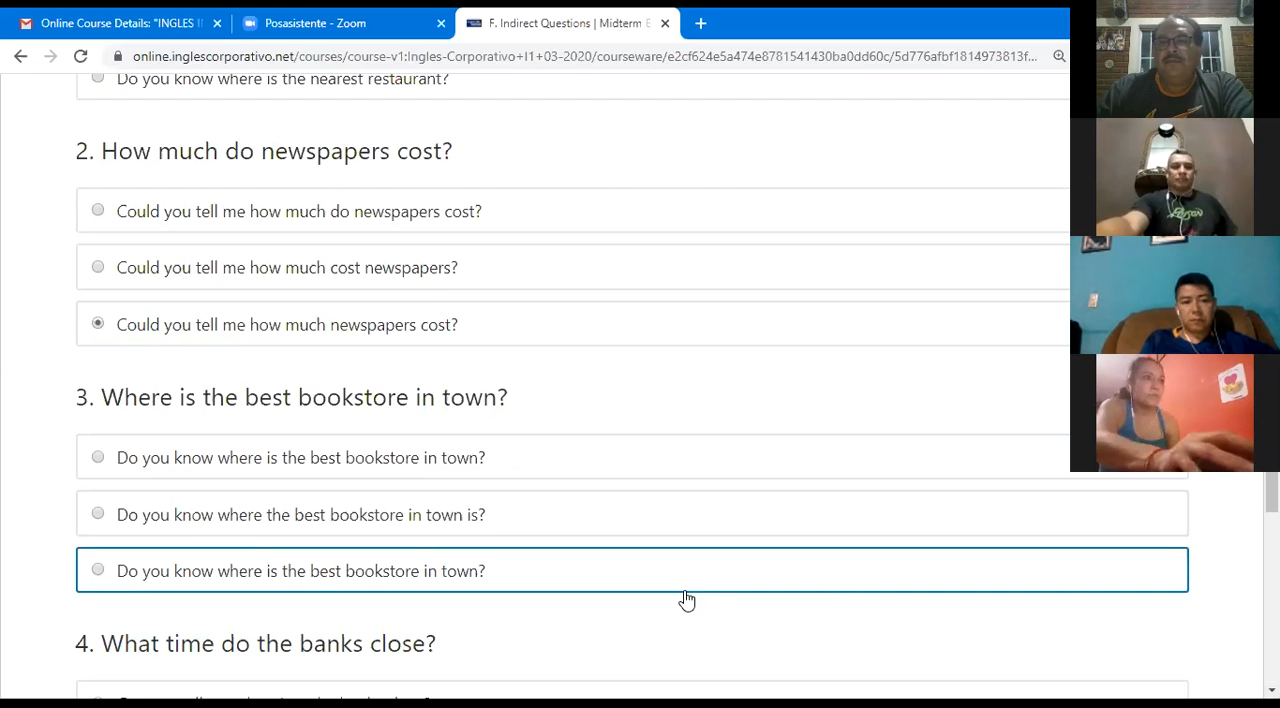 Online Course Details: "INGLES I
Posasistente - Zoom
F. Indirect Questions | Midterm E
online.inglescorporativo.net/courses/course-v1:Ingles-Corporativo+I1+03-2020/courseware/e2cf624e5a474e8781541430ba0dd60c/5d776afbf1814973813f...
Do you know where is the nearest restaurant?
2. How much do newspapers cost?
Could you tell me how much do newspapers cost?
Could you tell me how much cost newspapers?
Could you tell me how much newspapers cost?
3. Where is the best bookstore in town?
Do you know where is the best bookstore in town?
Do you know where the best bookstore in town is?
Do you know where is the best bookstore in town?
4. What time do the banks close?